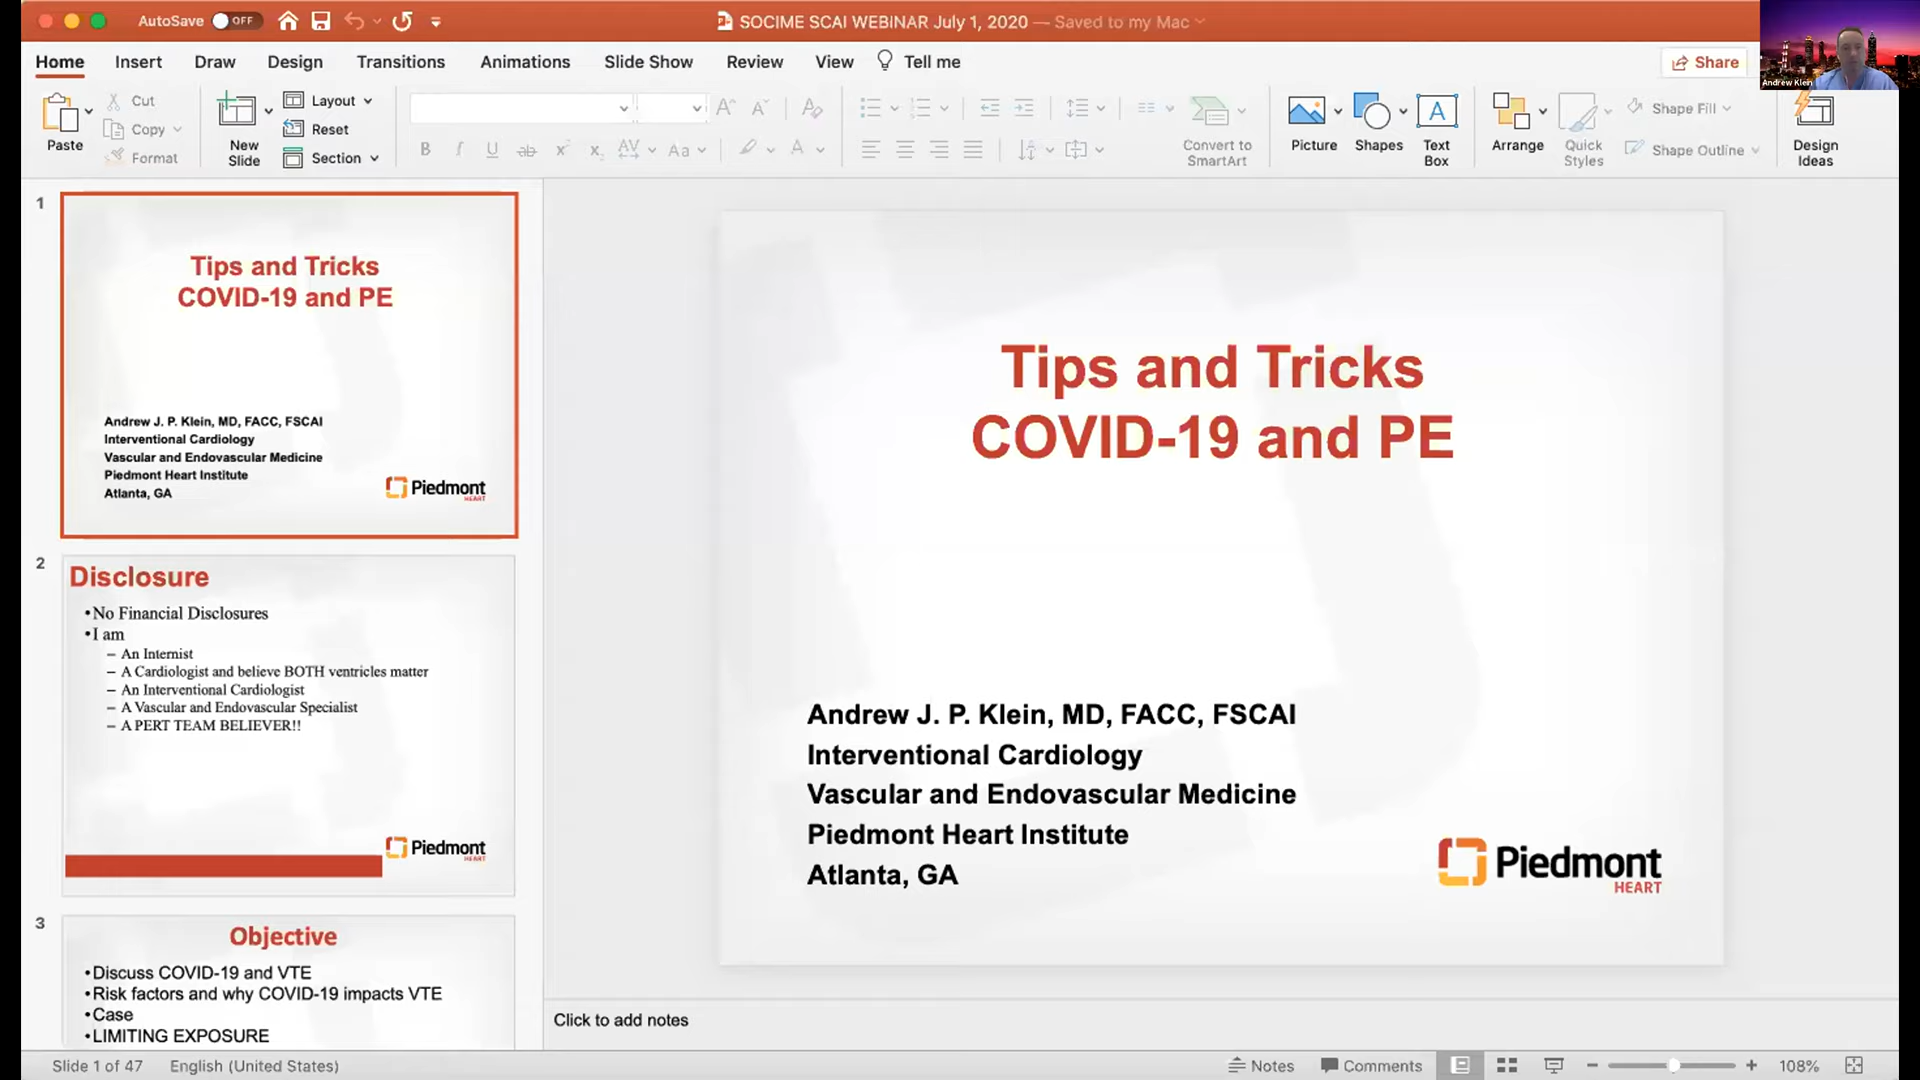 AutoSave OFF
SOCIME SCAI WEBINAR July 1, 2020 — Saved to my Mac
Andrew Klein
Home Insert Draw Design Transitions Animations Slide Show Review View Tell me Share
Paste
Cut
Copy
Format
New Slide
Layout
Reset
Section
Convert to SmartArt
Picture
Shapes
Text Box
Arrange
Quick Styles
Shape Fill
Shape Outline
Design Ideas
1
Tips and Tricks
COVID-19 and PE
Andrew J. P. Klein, MD, FACC, FSCAI
Interventional Cardiology
Vascular and Endovascular Medicine
Piedmont Heart Institute
Atlanta, GA
Piedmont
HEART
2
Disclosure
•No Financial Disclosures
•I am
– An Internist
– A Cardiologist and believe BOTH ventricles matter
– An Interventional Cardiologist
– A Vascular and Endovascular Specialist
– A PERT TEAM BELIEVER!!
Piedmont
HEART
3
Objective
•Discuss COVID-19 and VTE
•Risk factors and why COVID-19 impacts VTE
•Case
•LIMITING EXPOSURE
Tips and Tricks
COVID-19 and PE
Andrew J. P. Klein, MD, FACC, FSCAI
Interventional Cardiology
Vascular and Endovascular Medicine
Piedmont Heart Institute
Atlanta, GA
Piedmont
HEART
Click to add notes
Slide 1 of 47 English (United States) Notes Comments 108%